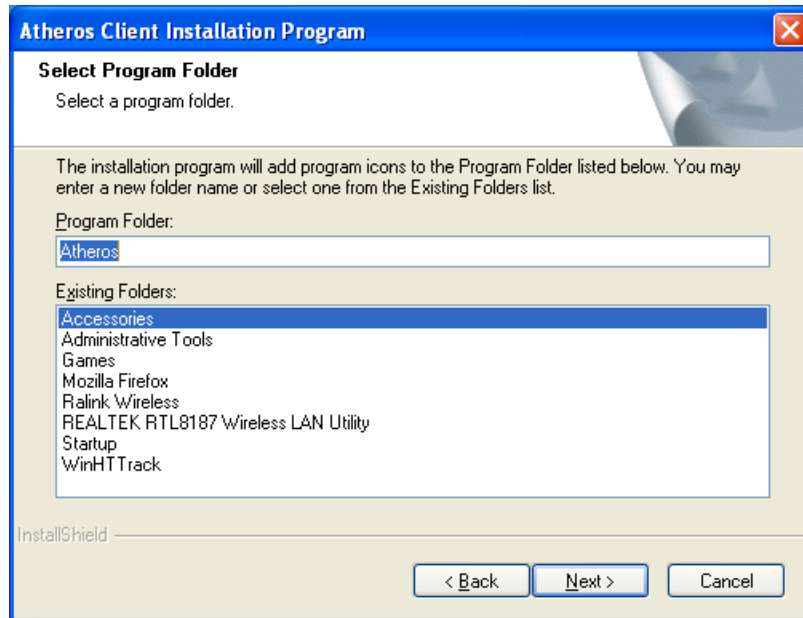 Atheros Client Installation Program
Select Program Folder
Select a program folder.
The installation program will add program icons to the Program Folder listed below. You may
enter a new folder name or select one from the Existing Folders list.
Program Folder:
Atheros
Existing Folders:
Accessories
Administrative Tools
Games
Mozilla Firefox
Ralink Wireless
REALTEK RTL8187 Wireless LAN Utility
Startup
WinHTTrack
InstallShield
< Back Next > Cancel